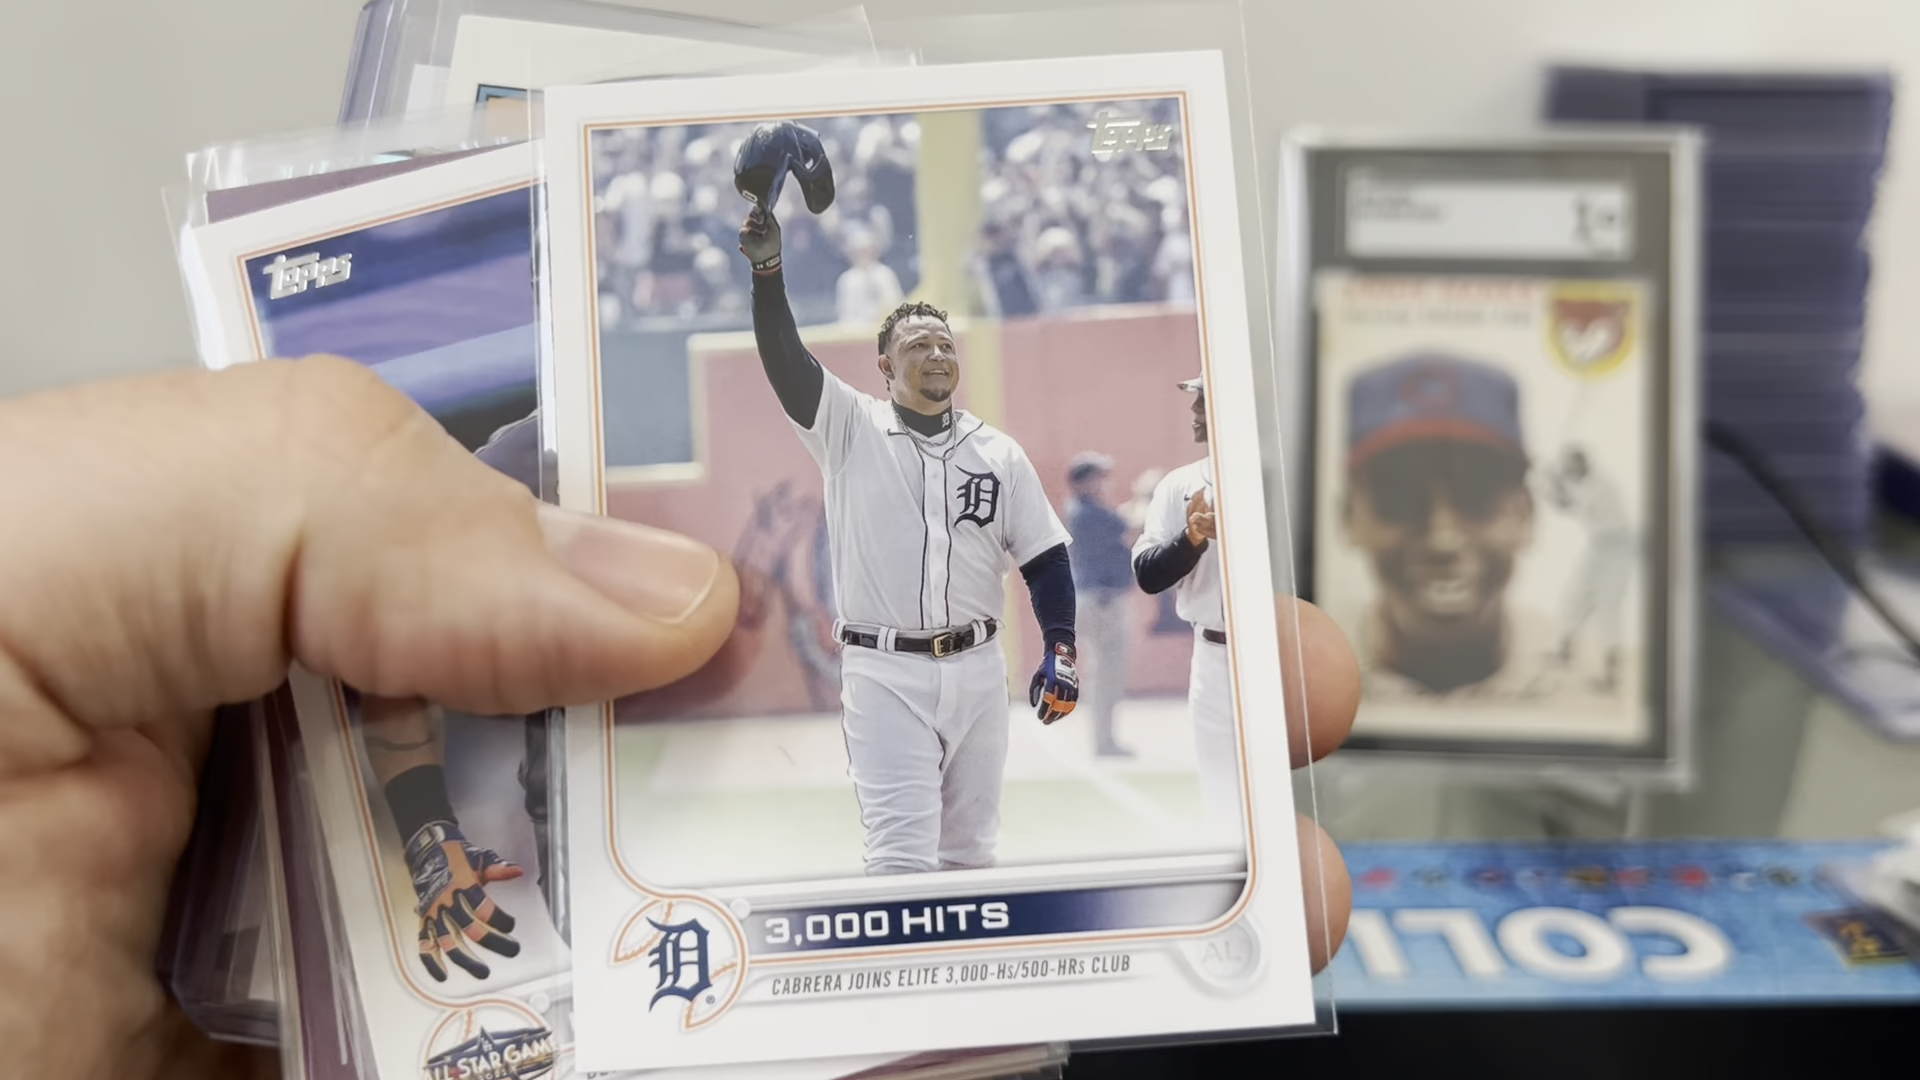 Topps
Topps
3,000 HITS
CABRERA JOINS ELITE 3,000-Hs/500-HRs CLUB
AL
D
D
ALL STAR GAME
COLL